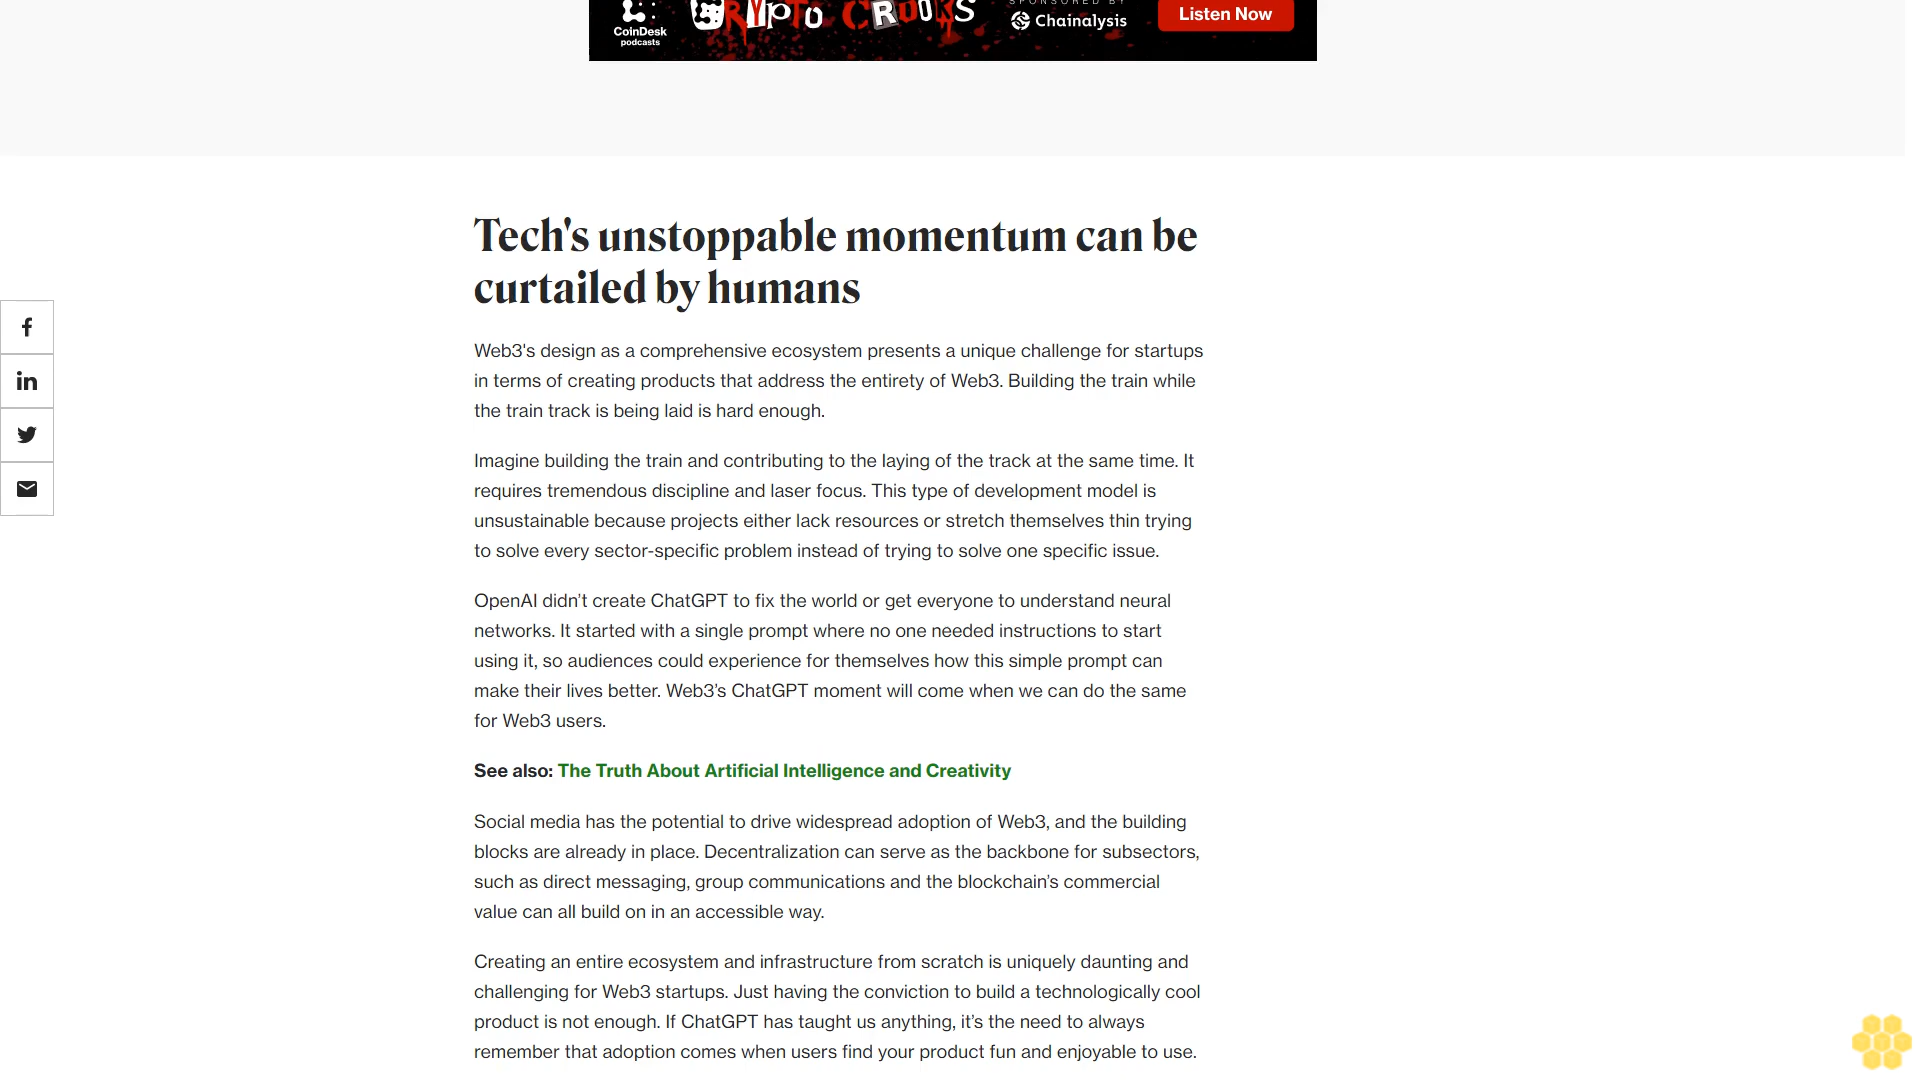 CoinDesk
podcasts
CRYPTO CROOKS
SPONSORED BY
Chainalysis
Listen Now
Tech's unstoppable momentum can be
curtailed by humans
Web3's design as a comprehensive ecosystem presents a unique challenge for startups
in terms of creating products that address the entirety of Web3. Building the train while
the train track is being laid is hard enough.
Imagine building the train and contributing to the laying of the track at the same time. It
requires tremendous discipline and laser focus. This type of development model is
unsustainable because projects either lack resources or stretch themselves thin trying
to solve every sector-specific problem instead of trying to solve one specific issue.
OpenAI didn’t create ChatGPT to fix the world or get everyone to understand neural
networks. It started with a single prompt where no one needed instructions to start
using it, so audiences could experience for themselves how this simple prompt can
make their lives better. Web3’s ChatGPT moment will come when we can do the same
for Web3 users.
See also: The Truth About Artificial Intelligence and Creativity
Social media has the potential to drive widespread adoption of Web3, and the building
blocks are already in place. Decentralization can serve as the backbone for subsectors,
such as direct messaging, group communications and the blockchain’s commercial
value can all build on in an accessible way.
Creating an entire ecosystem and infrastructure from scratch is uniquely daunting and
challenging for Web3 startups. Just having the conviction to build a technologically cool
product is not enough. If ChatGPT has taught us anything, it’s the need to always
remember that adoption comes when users find your product fun and enjoyable to use.